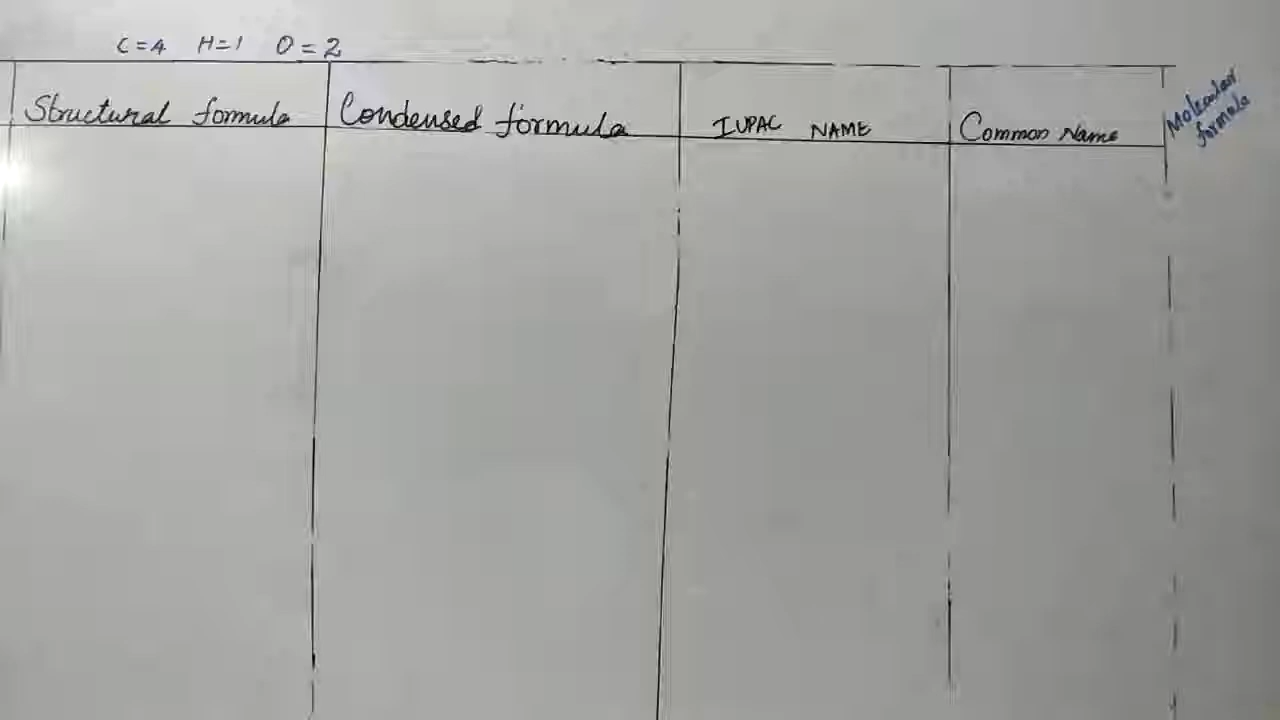 C=4 H=1 O=2
Structural formula Condensed formula IUPAC NAME Common Name
Molecular
formula